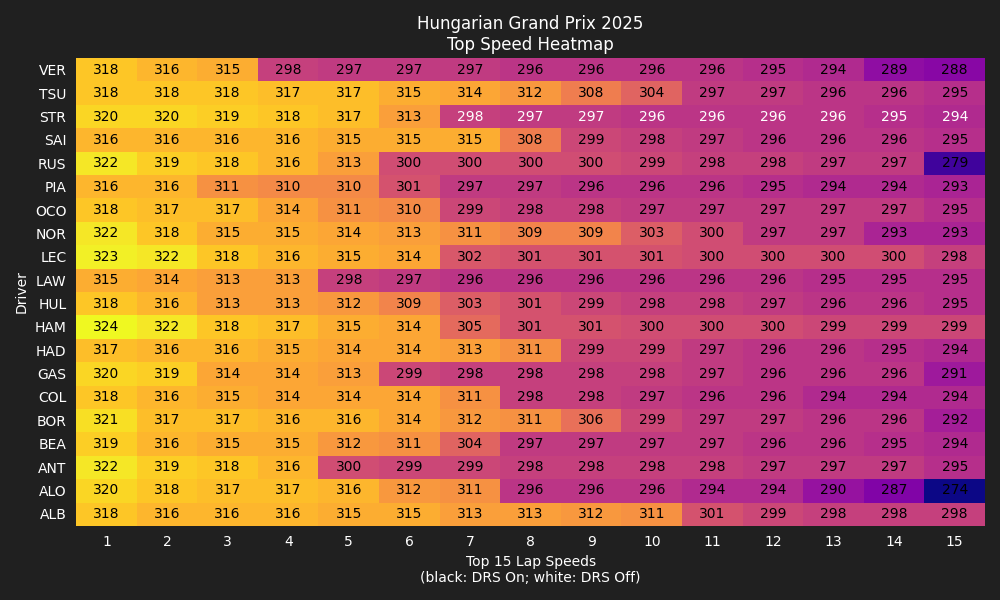 Hungarian Grand Prix 2025
Top Speed Heatmap
Driver
VER 318 316 315 298 297 297 297 296 296 296 296 295 294 289 288
TSU 318 318 318 317 317 315 314 312 308 304 297 297 296 296 295
STR 320 320 319 318 317 313 298 297 297 296 296 296 296 295 294
SAI 316 316 316 316 315 315 315 308 299 298 297 296 296 296 295
RUS 322 319 318 316 313 300 300 300 300 299 298 298 297 297 279
PIA 316 316 311 310 310 301 297 297 296 296 296 295 294 294 293
OCO 318 317 317 314 311 310 299 298 298 297 297 297 297 297 295
NOR 322 318 315 315 314 313 311 309 309 303 300 297 297 293 293
LEC 323 322 318 316 315 314 302 301 301 301 300 300 300 300 298
LAW 315 314 313 313 298 297 296 296 296 296 296 296 295 295 295
HUL 318 316 313 313 312 309 303 301 299 298 298 297 296 296 295
HAM 324 322 318 317 315 314 305 301 301 300 300 300 299 299 299
HAD 317 316 316 315 314 314 313 311 299 299 297 296 296 295 294
GAS 320 319 314 314 313 299 298 298 298 298 297 296 296 296 291
COL 318 316 315 314 314 314 311 298 298 297 296 296 294 294 294
BOR 321 317 317 316 316 314 312 311 306 299 297 297 296 296 292
BEA 319 316 315 315 312 311 304 297 297 297 297 296 296 295 294
ANT 322 319 318 316 300 299 299 298 298 298 298 297 297 297 295
ALO 320 318 317 317 316 312 311 296 296 296 294 294 290 287 274
ALB 318 316 316 316 315 315 313 313 312 311 301 299 298 298 298
1 2 3 4 5 6 7 8 9 10 11 12 13 14 15
Top 15 Lap Speeds
(black: DRS On; white: DRS Off)